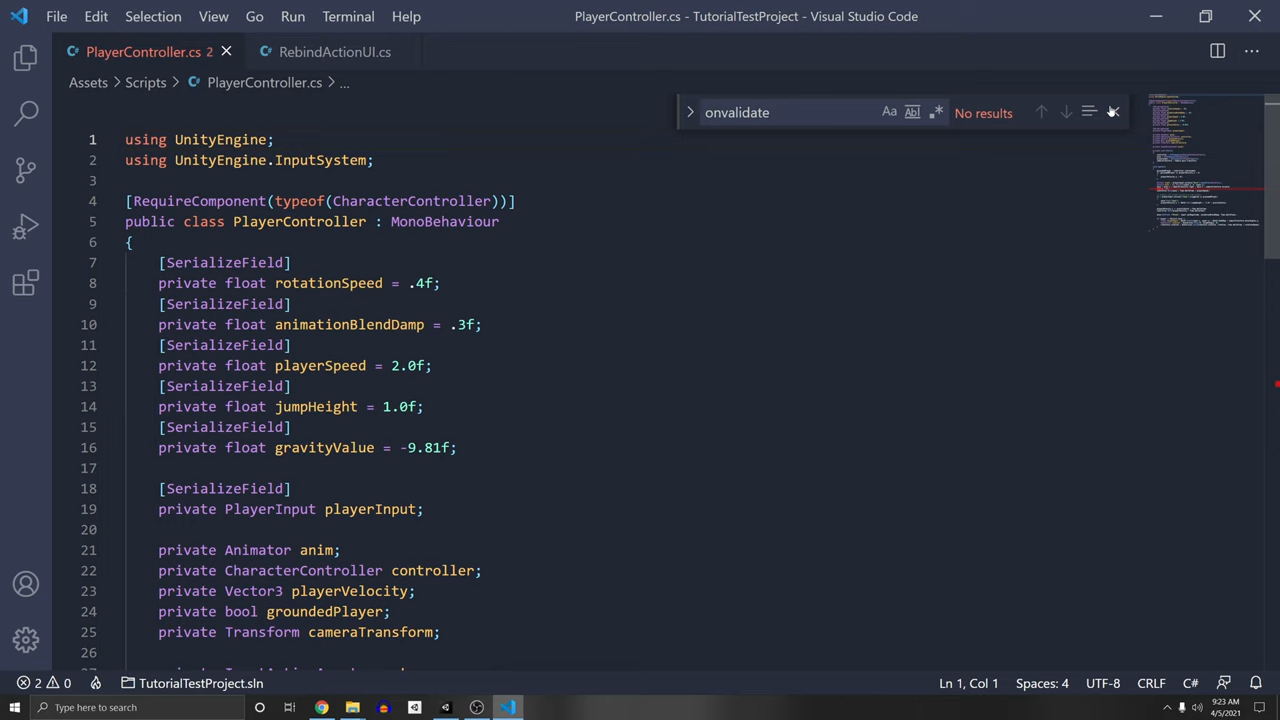 File Edit Selection View Go Run Terminal Help PlayerController.cs - TutorialTestProject - Visual Studio Code
PlayerController.cs 2 RebindActionUI.cs
Assets > Scripts > PlayerController.cs > ...
onvalidate Aa Ab No results
1 using UnityEngine;
2 using UnityEngine.InputSystem;
3
4 [RequireComponent(typeof(CharacterController))]
5 public class PlayerController : MonoBehaviour
6 {
7 [SerializeField]
8 private float rotationSpeed = .4f;
9 [SerializeField]
10 private float animationBlendDamp = .3f;
11 [SerializeField]
12 private float playerSpeed = 2.0f;
13 [SerializeField]
14 private float jumpHeight = 1.0f;
15 [SerializeField]
16 private float gravityValue = -9.81f;
17
18 [SerializeField]
19 private PlayerInput playerInput;
20
21 private Animator anim;
22 private CharacterController controller;
23 private Vector3 playerVelocity;
24 private bool groundedPlayer;
25 private Transform cameraTransform;
26
2 0 TutorialTestProject.sln Ln 1, Col 1 Spaces: 4 UTF-8 CRLF C#
Type here to search 9:23 AM
4/5/2021